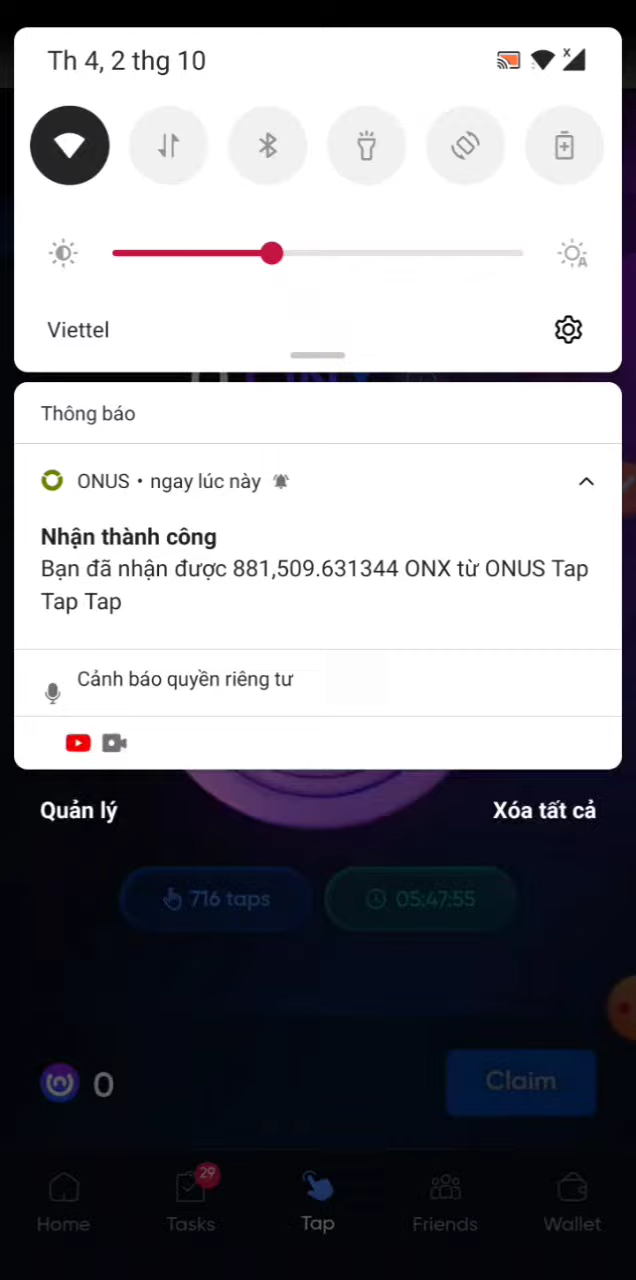 Th 4, 2 thg 10
Viettel
Thông báo
ONUS • ngay lúc này
Nhận thành công
Bạn đã nhận được 881,509.631344 ONX từ ONUS Tap
Tap Tap
Cảnh báo quyền riêng tư
Quản lý
Xóa tất cả
716 taps
05:47:55
0
Claim
29
Home
Tasks
Tap
Friends
Wallet